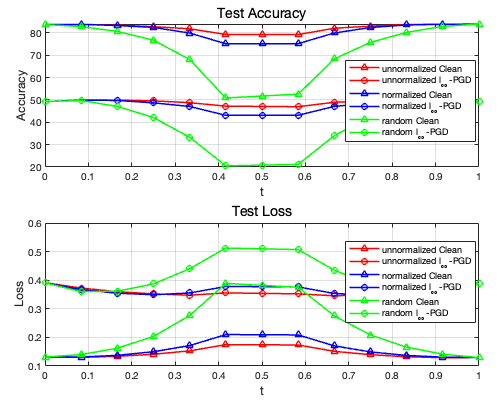 Test Accuracy
Accuracy
80
70
60
50
40
30
20
0 0.1 0.2 0.3 0.4 0.5 0.6 0.7 0.8 0.9 1
t
unnormalized Clean
unnormalized l∞-PGD
normalized Clean
normalized l∞-PGD
random Clean
random l∞-PGD
Test Loss
Loss
0.6
0.5
0.4
0.3
0.2
0.1
0 0.1 0.2 0.3 0.4 0.5 0.6 0.7 0.8 0.9 1
t
unnormalized Clean
unnormalized l∞-PGD
normalized Clean
normalized l∞-PGD
random Clean
random l∞-PGD